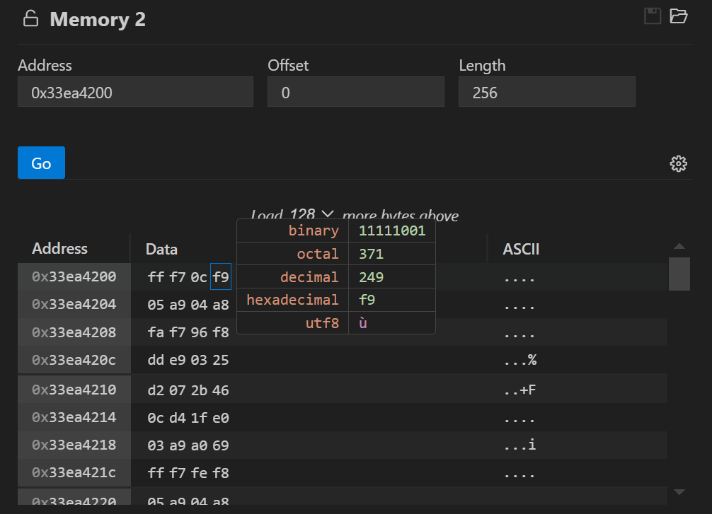 Memory 2
Address Offset Length
0x33ea4200 0 256
Go
Load 128 more bytes above
binary 11111001
octal 371
decimal 249
hexadecimal f9
utf8 ù
Address Data ASCII
0x33ea4200 ff f7 0c f9 ....
0x33ea4204 05 a9 04 a8 ....
0x33ea4208 fa f7 96 f8 ....
0x33ea420c dd e9 03 25 ...%
0x33ea4210 d2 07 2b 46 ..+F
0x33ea4214 0c d4 1f e0 ....
0x33ea4218 03 a9 a0 69 ...i
0x33ea421c ff f7 fe f8 ....
0x33ea4220 05 a9 04 a8